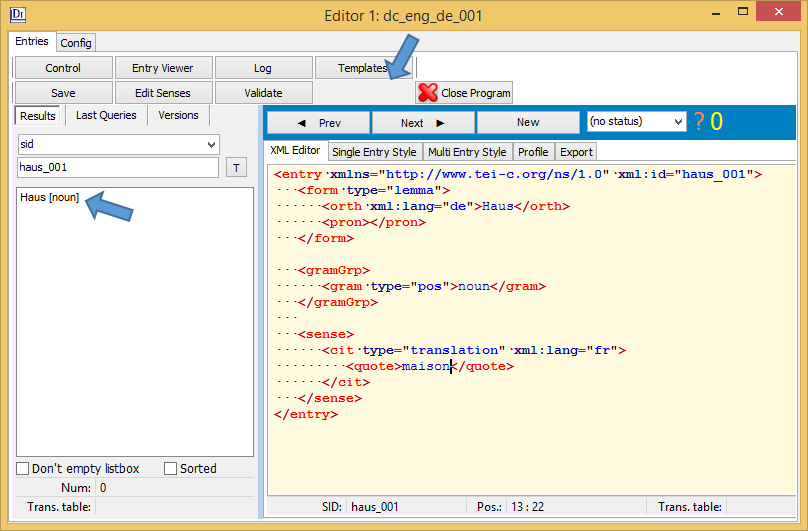 Editor 1: dc_eng_de_001
Entries Config
Control Entry Viewer Log Templates
Save Edit Senses Validate Close Program
Results Last Queries Versions
sid
haus_001 T
Haus [noun]
Don't empty listbox Sorted
Num: 0
Trans. table:
Prev Next New (no status) ? 0
XML Editor Single Entry Style Multi Entry Style Profile Export
<entry xmlns="http://www.tei-c.org/ns/1.0" xml:id="haus_001">
<form type="lemma">
<orth xml:lang="de">Haus</orth>
<pron></pron>
</form>
<gramGrp>
<gram type="pos">noun</gram>
</gramGrp>
<sense>
<cit type="translation" xml:lang="fr">
<quote>maison</quote>
</cit>
</sense>
</entry>
SID: haus_001 Pos.: 13 : 22 Trans. table: